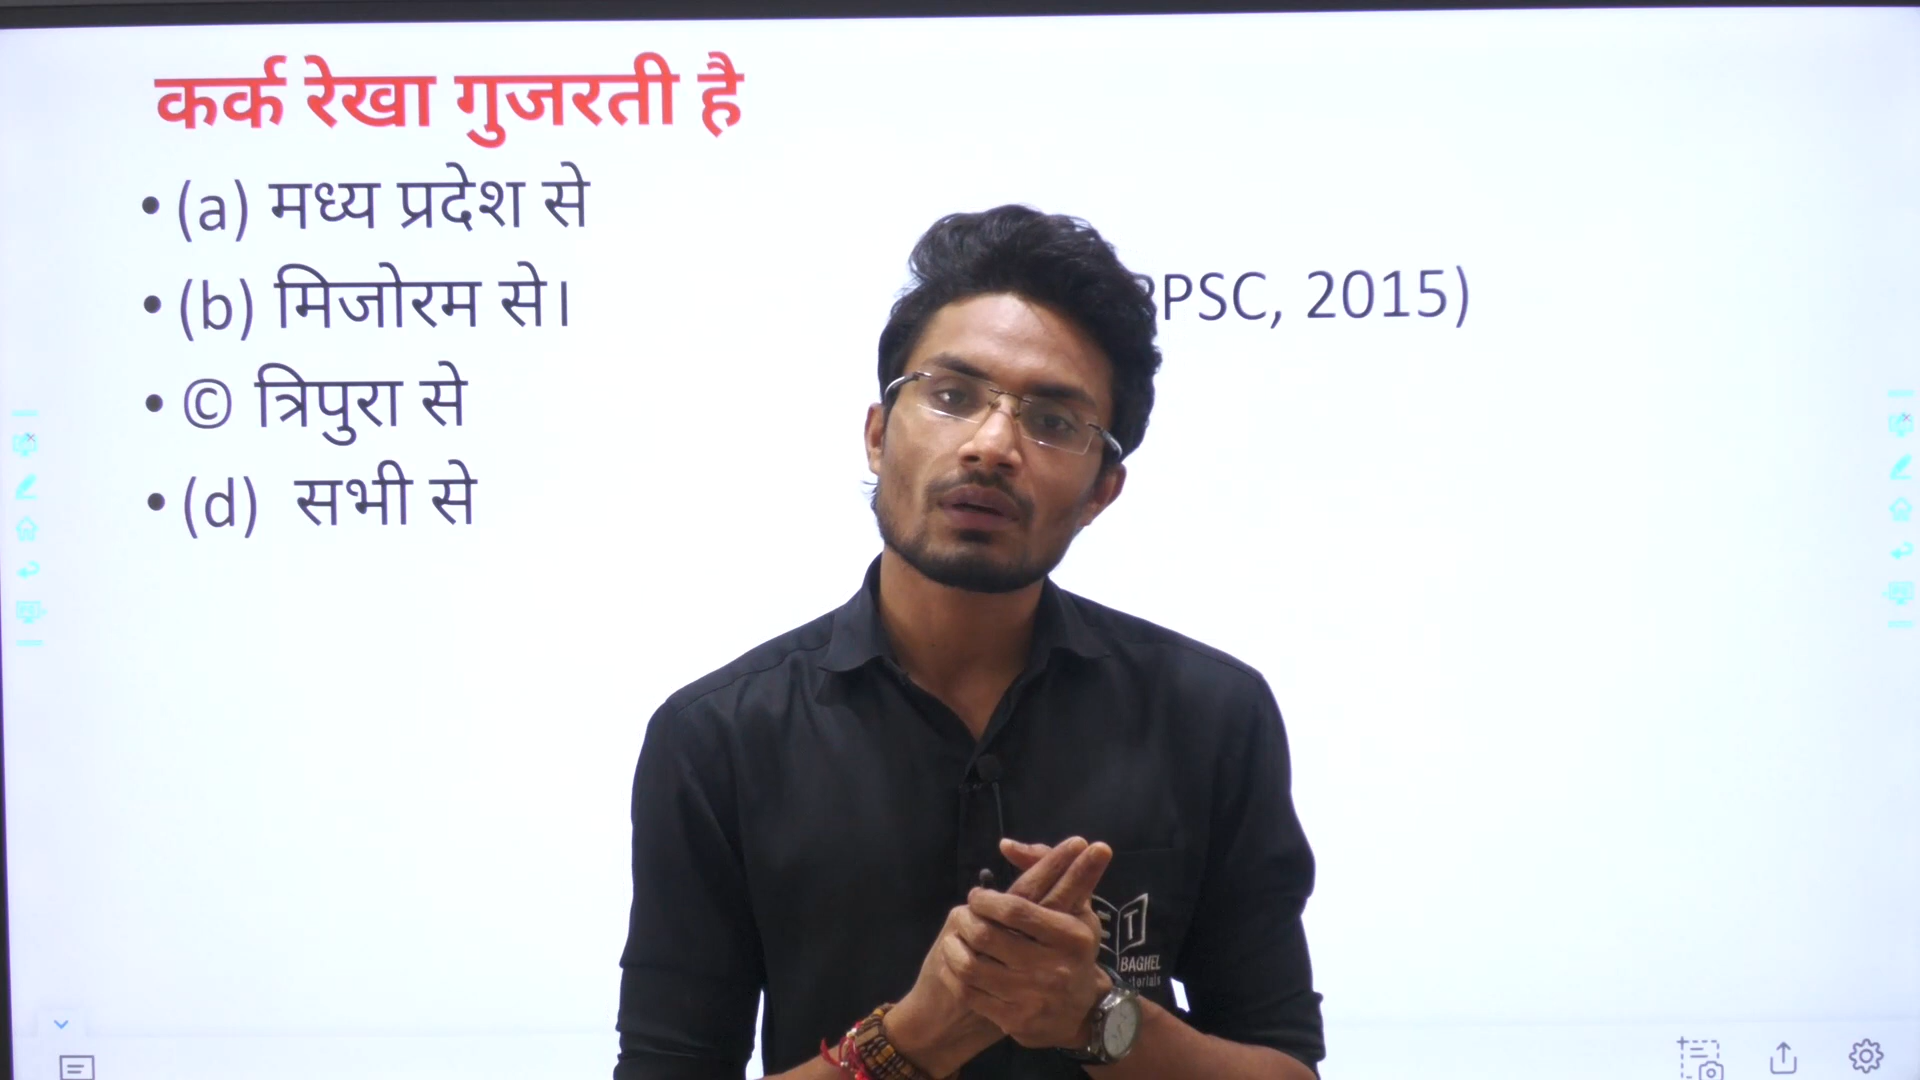 कर्क रेखा गुजरती है
• (a) मध्य प्रदेश से
• (b) मिजोरम से। PSC, 2015)
• © त्रिपुरा से
• (d) सभी से
T
BAGHEL